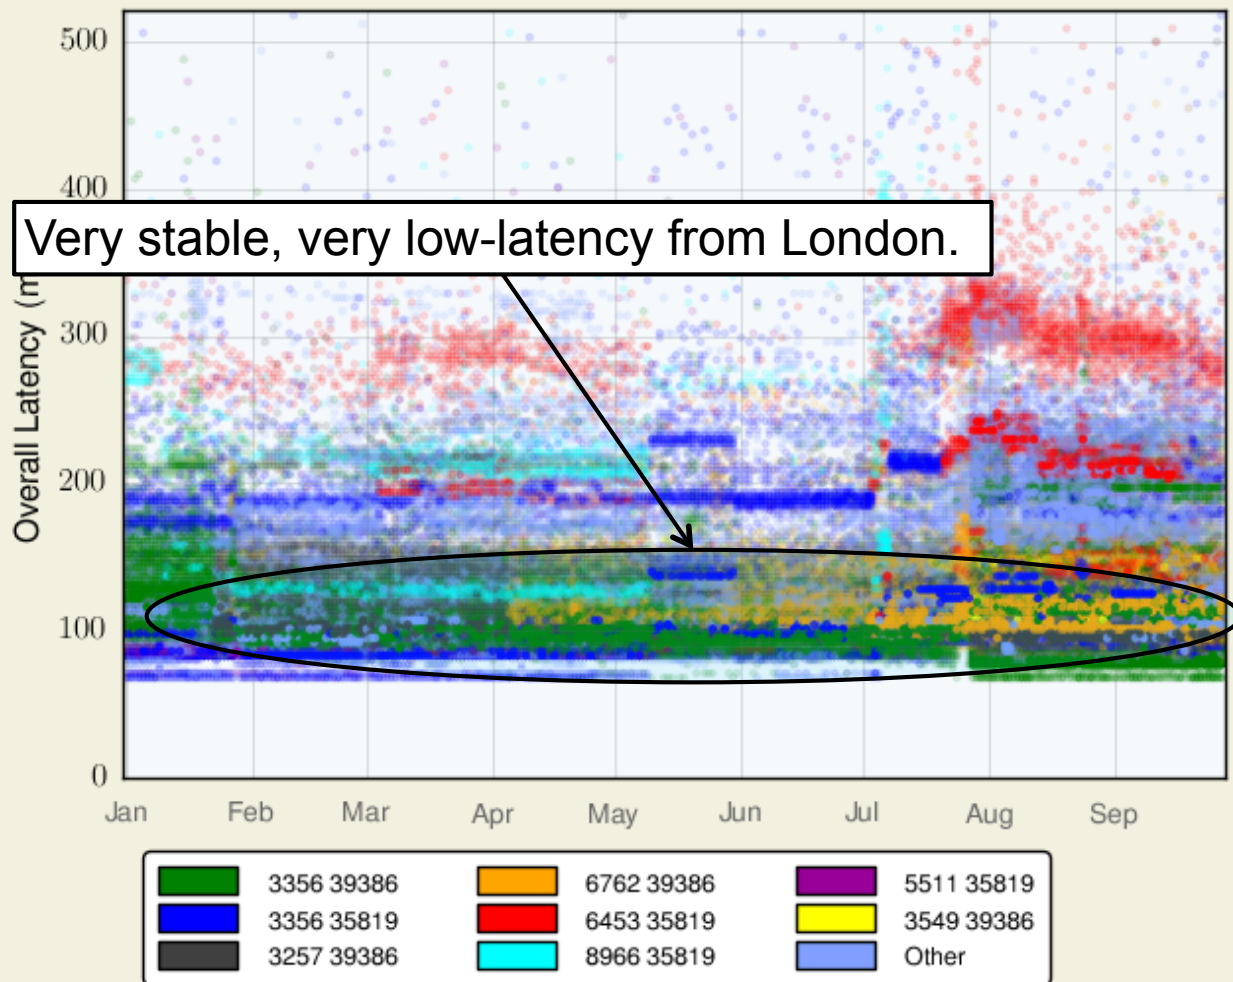 500
400
Very stable, very low-latency from London.
300
200
100
0
Overall Latency (m
Jan Feb Mar Apr May Jun Jul Aug Sep
3356 39386 6762 39386 5511 35819
3356 35819 6453 35819 3549 39386
3257 39386 8966 35819 Other